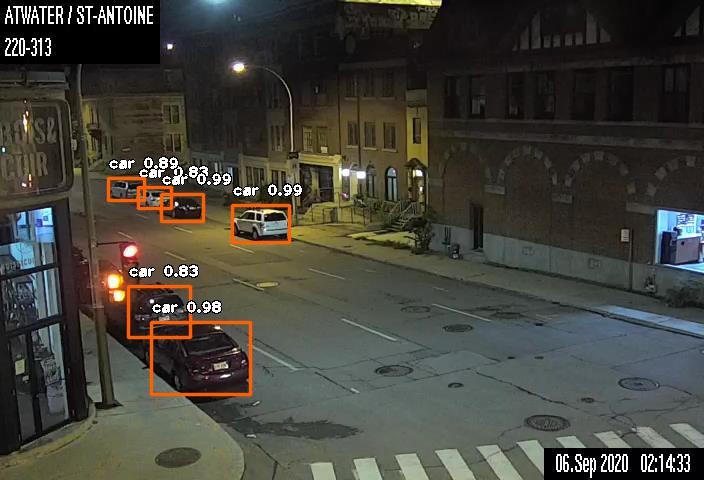 ATWATER / ST-ANTOINE
220-313
car 0.89
car 0.83
car 0.99
car 0.99
car 0.83
car 0.98
CUIR
06.Sep 2020 02:14:33